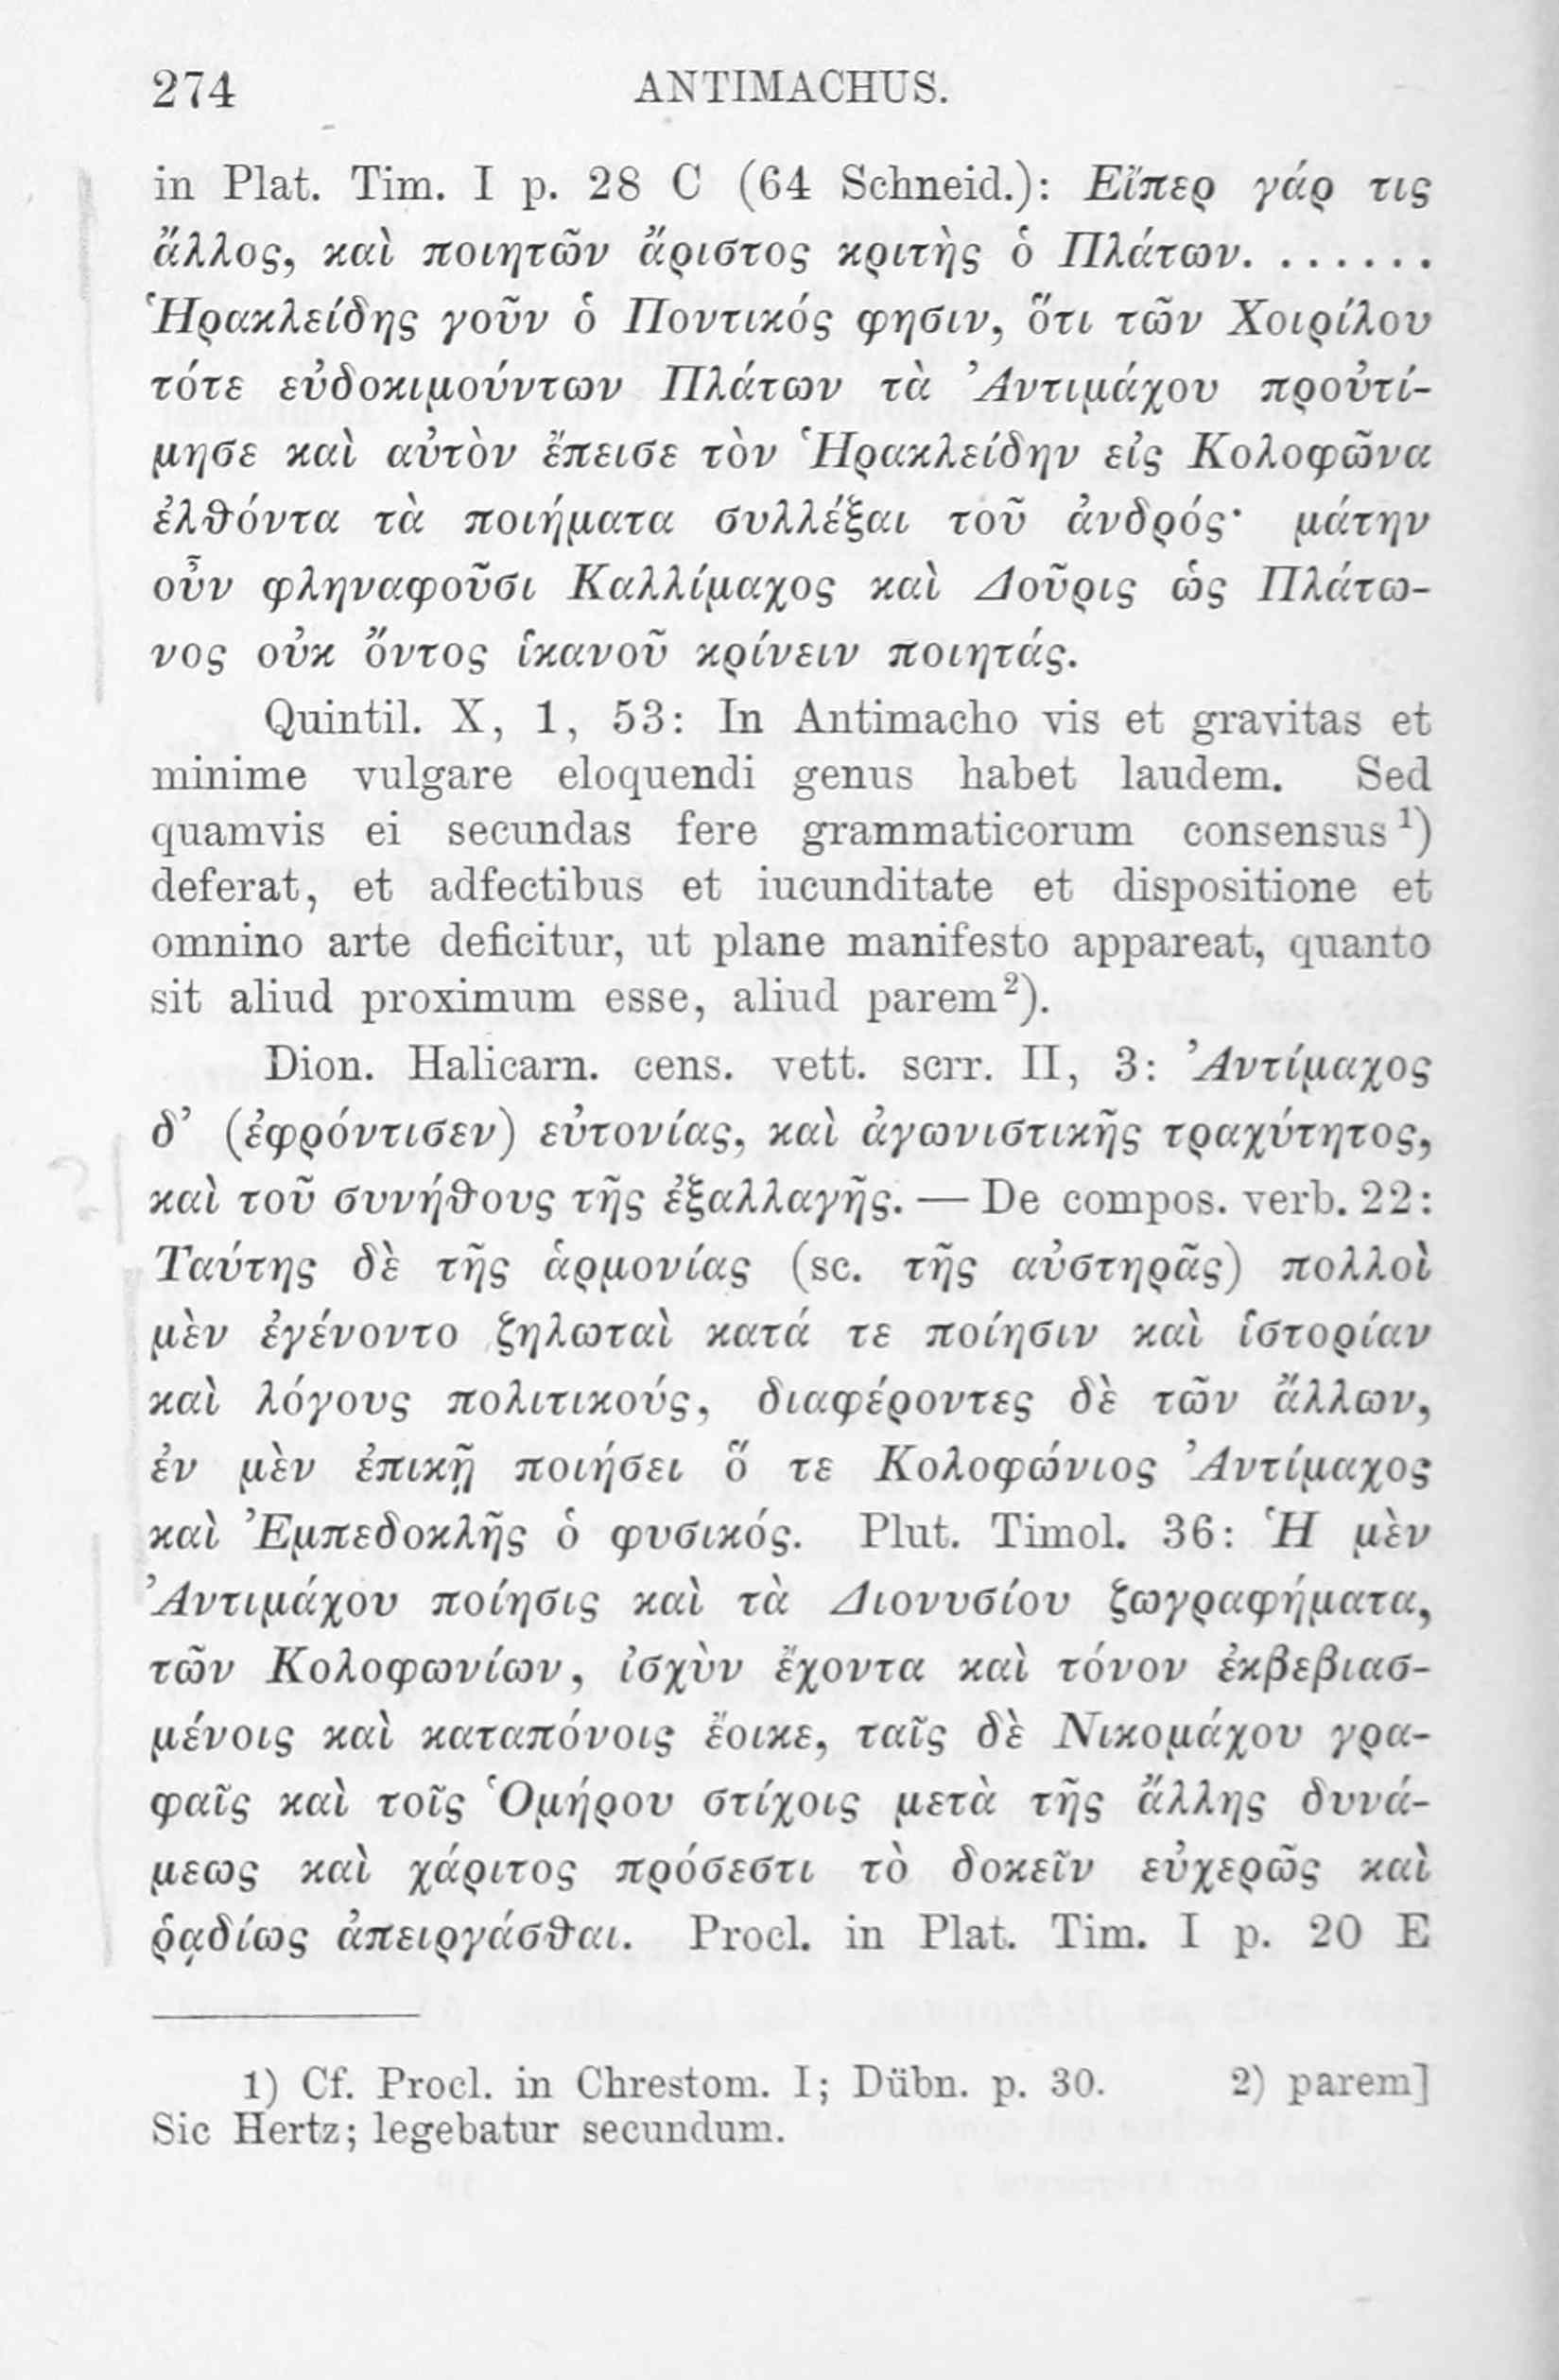 274 ANTIMACHUS.
in Plat. Tim. I p. 28 C (64 Schneid.): Εἴπερ γάρ τις
ἄλλος, καὶ ποιητῶν ἄριστος κριτὴς ὁ Πλάτων. . . . . . .
Ἡρακλείδης γοῦν ὁ Ποντικός φησιν, ὅτι τῶν Χοιρίλου
τότε εὐδοκιμούντων Πλάτων τὰ Ἀντιμάχου προὐτί-
μησε καὶ αὐτὸν ἔπεισε τὸν Ἡρακλείδην εἰς Κολοφῶνα
ἐλθόντα τὰ ποιήματα συλλέξαι τοῦ ἀνδρός· μάτην
οὖν φληναφοῦσι Καλλίμαχος καὶ Δοῦρις ὡς Πλάτω-
νος οὐκ ὄντος ἱκανοῦ κρίνειν ποιητάς.
Quintil. X, 1, 53: In Antimacho vis et gravitas et
minime vulgare eloquendi genus habet laudem. Sed
quamvis ei secundas fere grammaticorum consensus ¹)
deferat, et adfectibus et iucunditate et dispositione et
omnino arte deficitur, ut plane manifesto appareat, quanto
sit aliud proximum esse, aliud parem ²).
Dion. Halicarn. cens. vett. scrr. II, 3: Ἀντίμαχος
δ’ (ἐφρόντισεν) εὐτονίας, καὶ ἀγωνιστικῆς τραχύτητος,
καὶ τοῦ συνήθους τῆς ἐξαλλαγῆς. — De compos. verb. 22:
Ταύτης δὲ τῆς ἁρμονίας (sc. τῆς αὐστηρᾶς) πολλοὶ
μὲν ἐγένοντο ζηλωταὶ κατά τε ποίησιν καὶ ἱστορίαν
καὶ λόγους πολιτικούς, διαφέροντες δὲ τῶν ἄλλων,
ἐν μὲν ἐπικῇ ποιήσει ὅ τε Κολοφώνιος Ἀντίμαχος
καὶ Ἐμπεδοκλῆς ὁ φυσικός. Plut. Timol. 36: Ἡ μὲν
Ἀντιμάχου ποίησις καὶ τὰ Διονυσίου ζωγραφήματα,
τῶν Κολοφωνίων, ἰσχὺν ἔχοντα καὶ τόνον ἐκβεβιασ-
μένοις καὶ καταπόνοις ἔοικε, ταῖς δὲ Νικομάχου γρα-
φαῖς καὶ τοῖς Ὁμήρου στίχοις μετὰ τῆς ἄλλης δυνά-
μεως καὶ χάριτος πρόσεστι τὸ δοκεῖν εὐχερῶς καὶ
ῥᾳδίως ἀπειργάσθαι. Procl. in Plat. Tim. I p. 20 E
1) Cf. Procl. in Chrestom. I; Dübn. p. 30. 2) parem]
Sic Hertz; legebatur secundum.